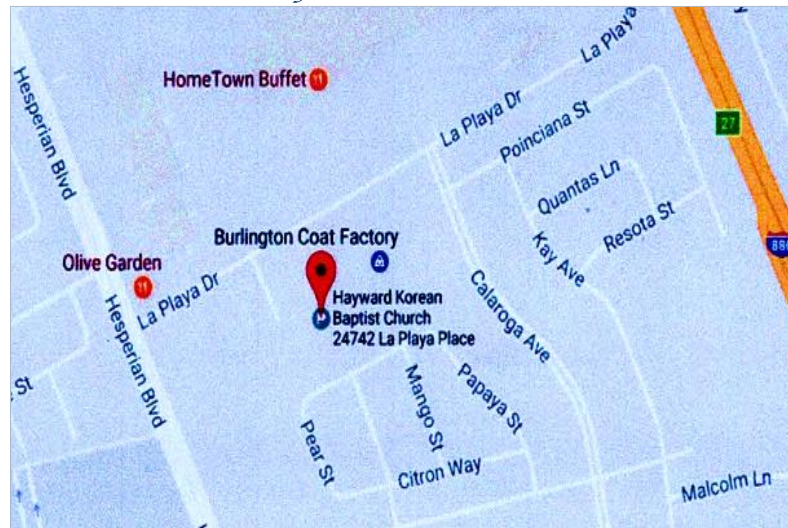 La Playa
HomeTown Buffet
Hesperian Blvd
La Playa Dr
Poinciana St
27
Quantas Ln
Burlington Coat Factory
Kay Ave
Resota St
880
Olive Garden
La Playa Dr
Hayward Korean
Baptist Church
24742 La Playa Place
Calaroga Ave
Hesperian Blvd
St
Mango St
Papaya St
Pear St
Citron Way
Malcolm Ln